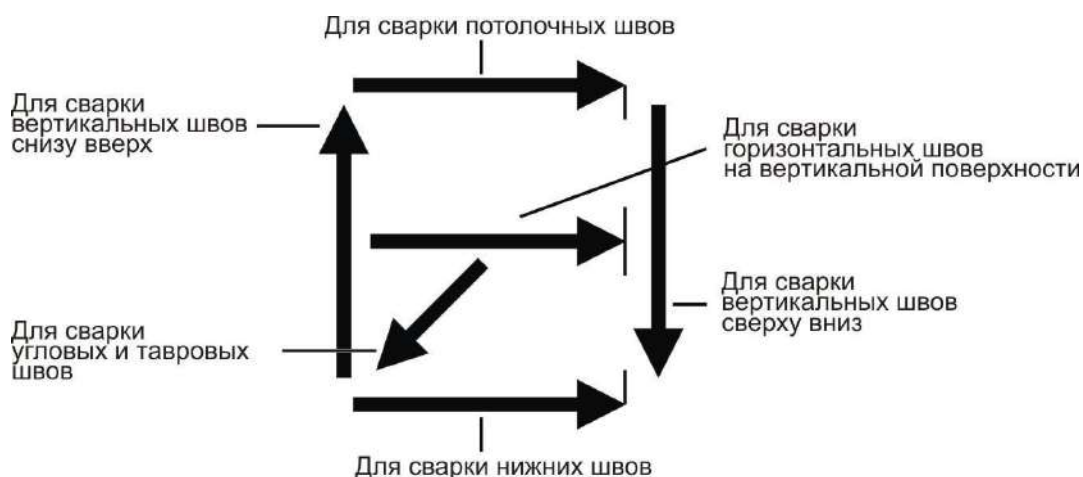 Для сварки потолочных швов
Для сварки
вертикальных швов
снизу вверх
Для сварки
горизонтальных швов
на вертикальной поверхности
Для сварки
вертикальных швов
сверху вниз
Для сварки
угловых и тавровых
швов
Для сварки нижних швов